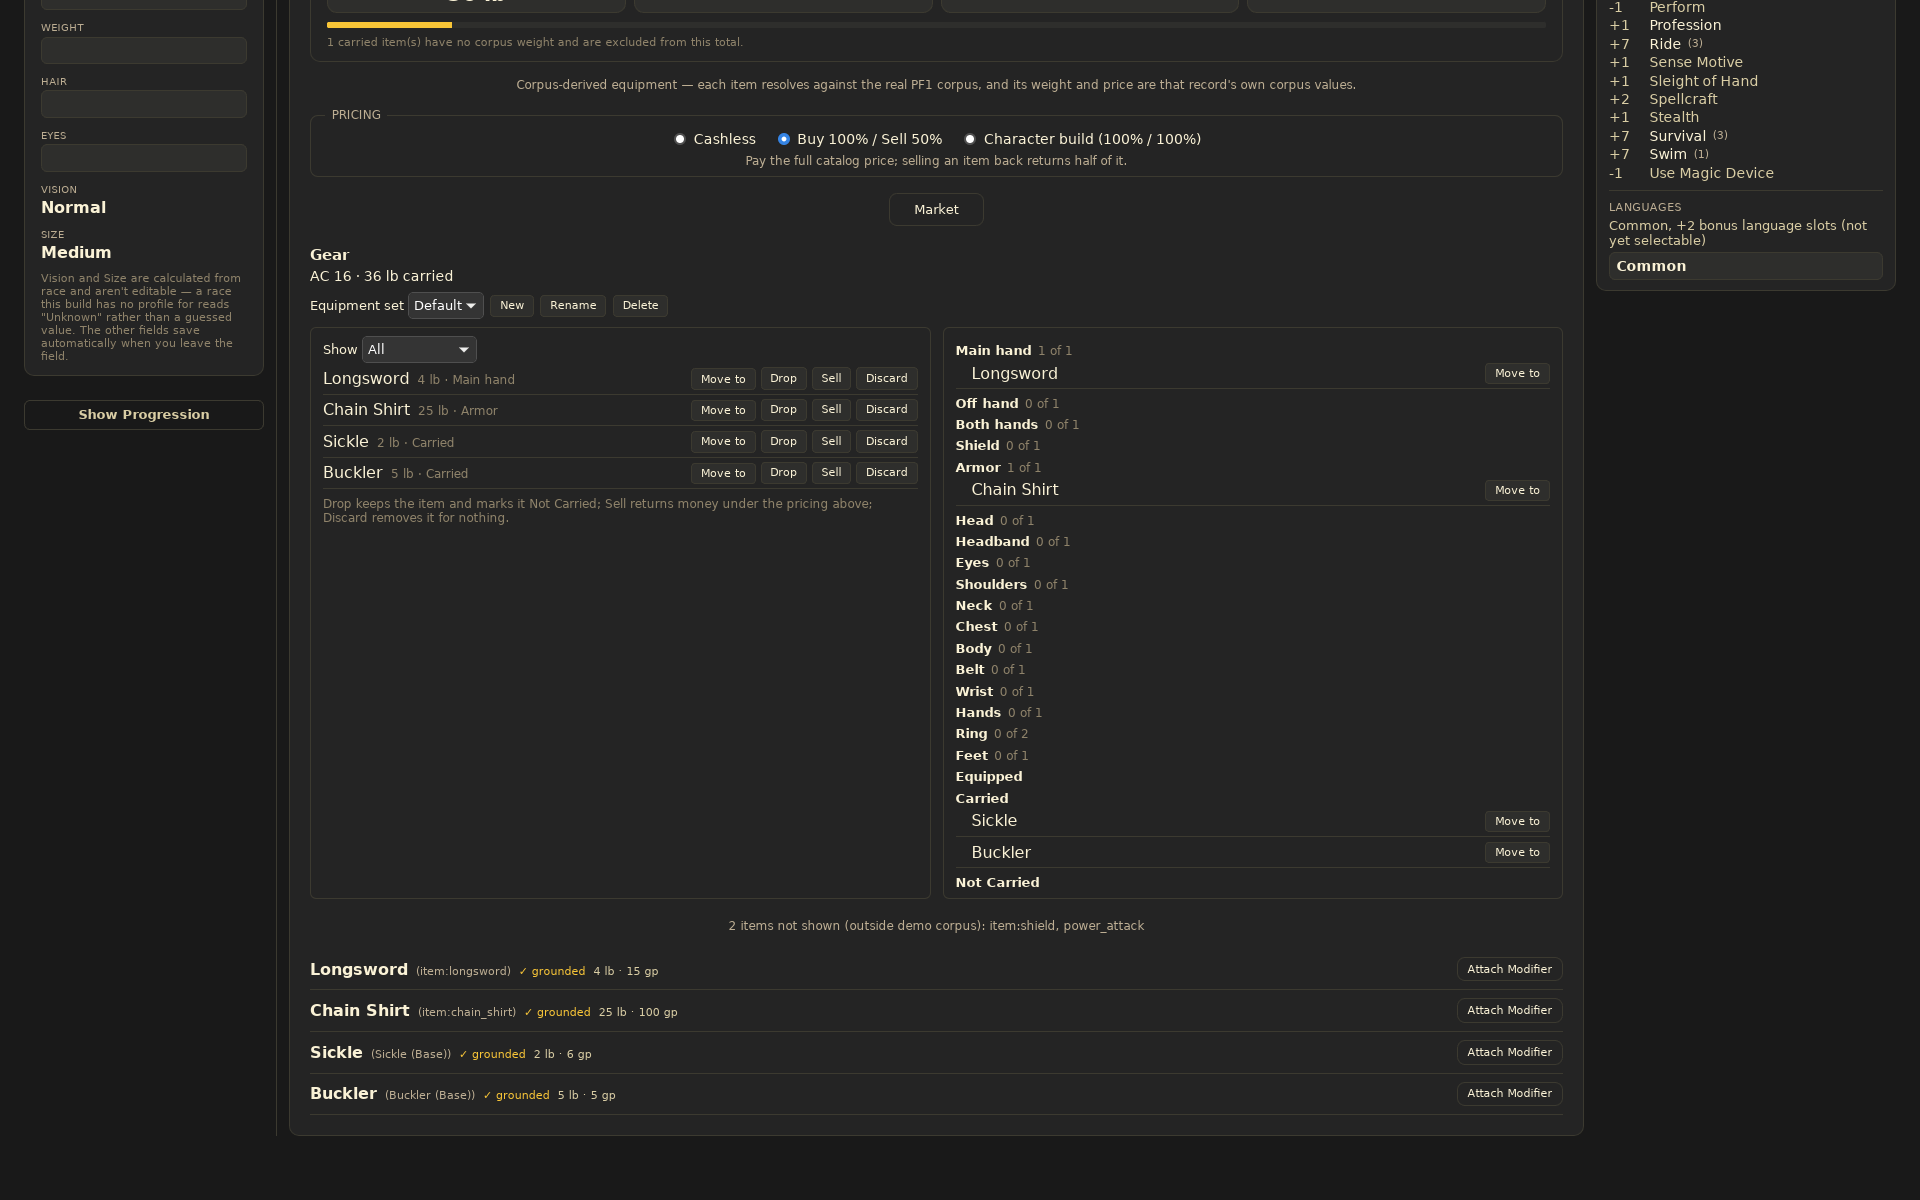 WEIGHT
HAIR
EYES
VISION
Normal
SIZE
Medium
Vision and Size are calculated from
race and aren't editable — a race
this build has no profile for reads
"Unknown" rather than a guessed
value. The other fields save
automatically when you leave the
field.
Show Progression
1 carried item(s) have no corpus weight and are excluded from this total.
Corpus-derived equipment — each item resolves against the real PF1 corpus, and its weight and price are that record's own corpus values.
PRICING
Cashless Buy 100% / Sell 50% Character build (100% / 100%)
Pay the full catalog price; selling an item back returns half of it.
Market
Gear
AC 16 · 36 lb carried
Equipment set Default New Rename Delete
Show All
Longsword 4 lb · Main hand Move to Drop Sell Discard
Chain Shirt 25 lb · Armor Move to Drop Sell Discard
Sickle 2 lb · Carried Move to Drop Sell Discard
Buckler 5 lb · Carried Move to Drop Sell Discard
Drop keeps the item and marks it Not Carried; Sell returns money under the pricing above;
Discard removes it for nothing.
Main hand 1 of 1
Longsword Move to
Off hand 0 of 1
Both hands 0 of 1
Shield 0 of 1
Armor 1 of 1
Chain Shirt Move to
Head 0 of 1
Headband 0 of 1
Eyes 0 of 1
Shoulders 0 of 1
Neck 0 of 1
Chest 0 of 1
Body 0 of 1
Belt 0 of 1
Wrist 0 of 1
Hands 0 of 1
Ring 0 of 2
Feet 0 of 1
Equipped
Carried
Sickle Move to
Buckler Move to
Not Carried
2 items not shown (outside demo corpus): item:shield, power_attack
Longsword (item:longsword) ✓ grounded 4 lb · 15 gp Attach Modifier
Chain Shirt (item:chain_shirt) ✓ grounded 25 lb · 100 gp Attach Modifier
Sickle (Sickle (Base)) ✓ grounded 2 lb · 6 gp Attach Modifier
Buckler (Buckler (Base)) ✓ grounded 5 lb · 5 gp Attach Modifier
-1 Perform
+1 Profession
+7 Ride (3)
+1 Sense Motive
+1 Sleight of Hand
+2 Spellcraft
+1 Stealth
+7 Survival (3)
+7 Swim (1)
-1 Use Magic Device
LANGUAGES
Common, +2 bonus language slots (not
yet selectable)
Common